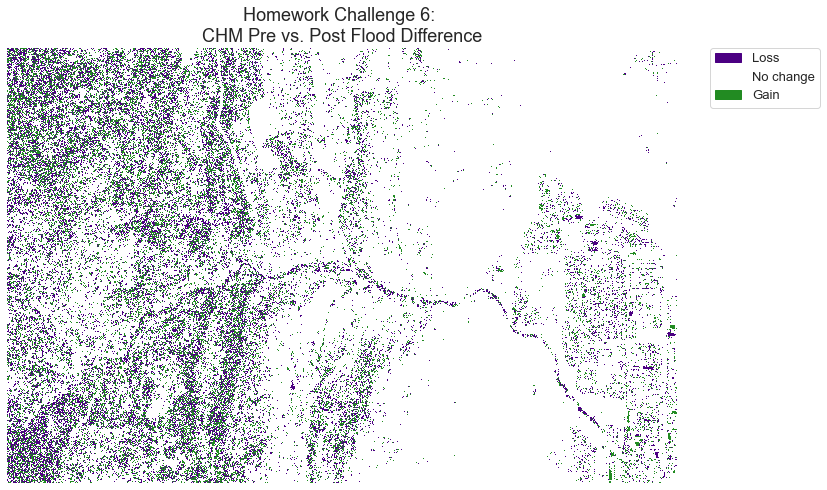 Homework Challenge 6:
CHM Pre vs. Post Flood Difference
Loss
No change
Gain